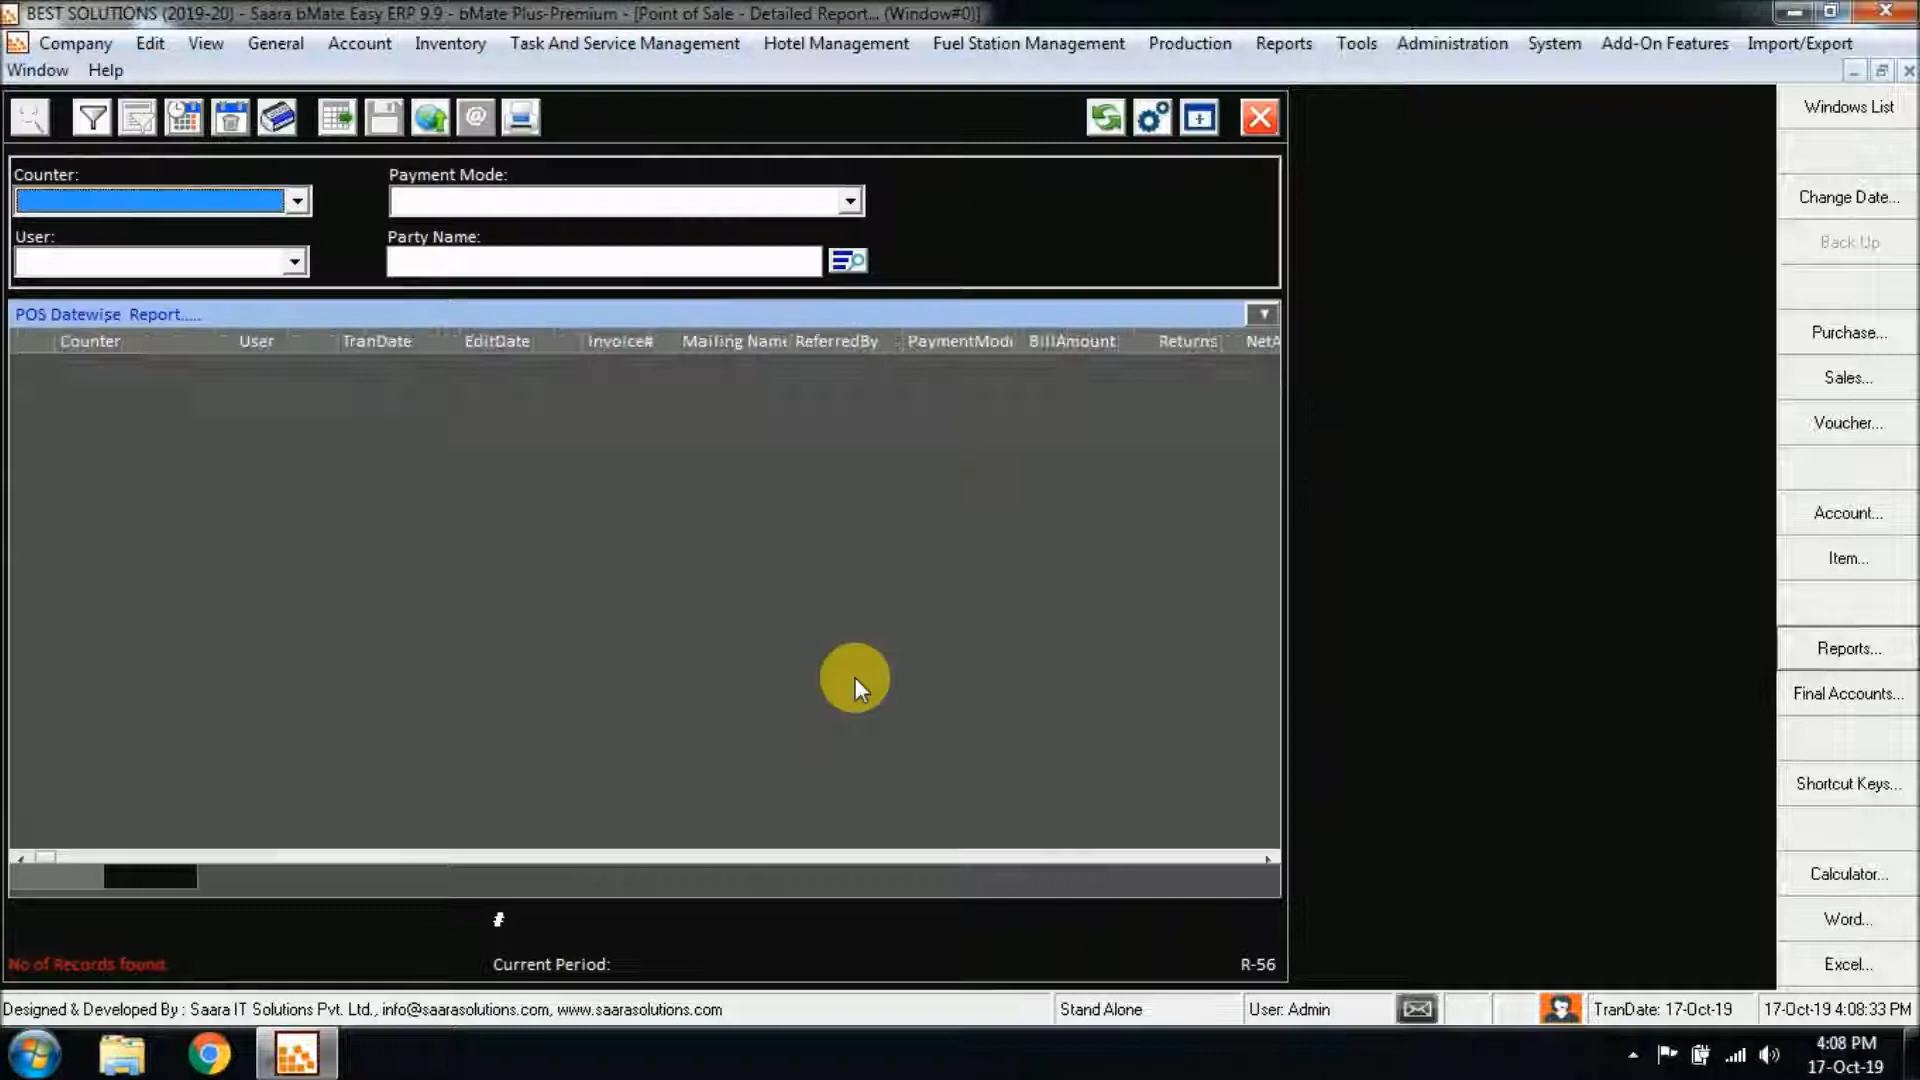 BEST SOLUTIONS (2019-20) - Saara bMate Easy ERP 9.9 - bMate Plus-Premium - [Point of Sale - Detailed Report... (Window#0)]
Company Edit View General Account Inventory Task And Service Management Hotel Management Fuel Station Management Production Reports Tools Administration System Add-On Features Import/Export
Window Help
Windows List
Counter:
Payment Mode:
Change Date...
User:
Party Name:
Back Up
POS Datewise Report.....
Counter User TranDate EditDate Invoice# Mailing Name ReferredBy PaymentMod BillAmount Returns NetA
Purchase...
Sales...
Voucher...
Account...
Item...
Reports...
Final Accounts...
Shortcut Keys...
Calculator...
#
Word...
No of Records found.
Current Period:
R-56
Excel...
Designed & Developed By : Saara IT Solutions Pvt. Ltd., info@saarasolutions.com, www.saarasolutions.com
Stand Alone
User: Admin
TranDate: 17-Oct-19
17-Oct-19 4:08:33 PM
4:08 PM
17-Oct-19